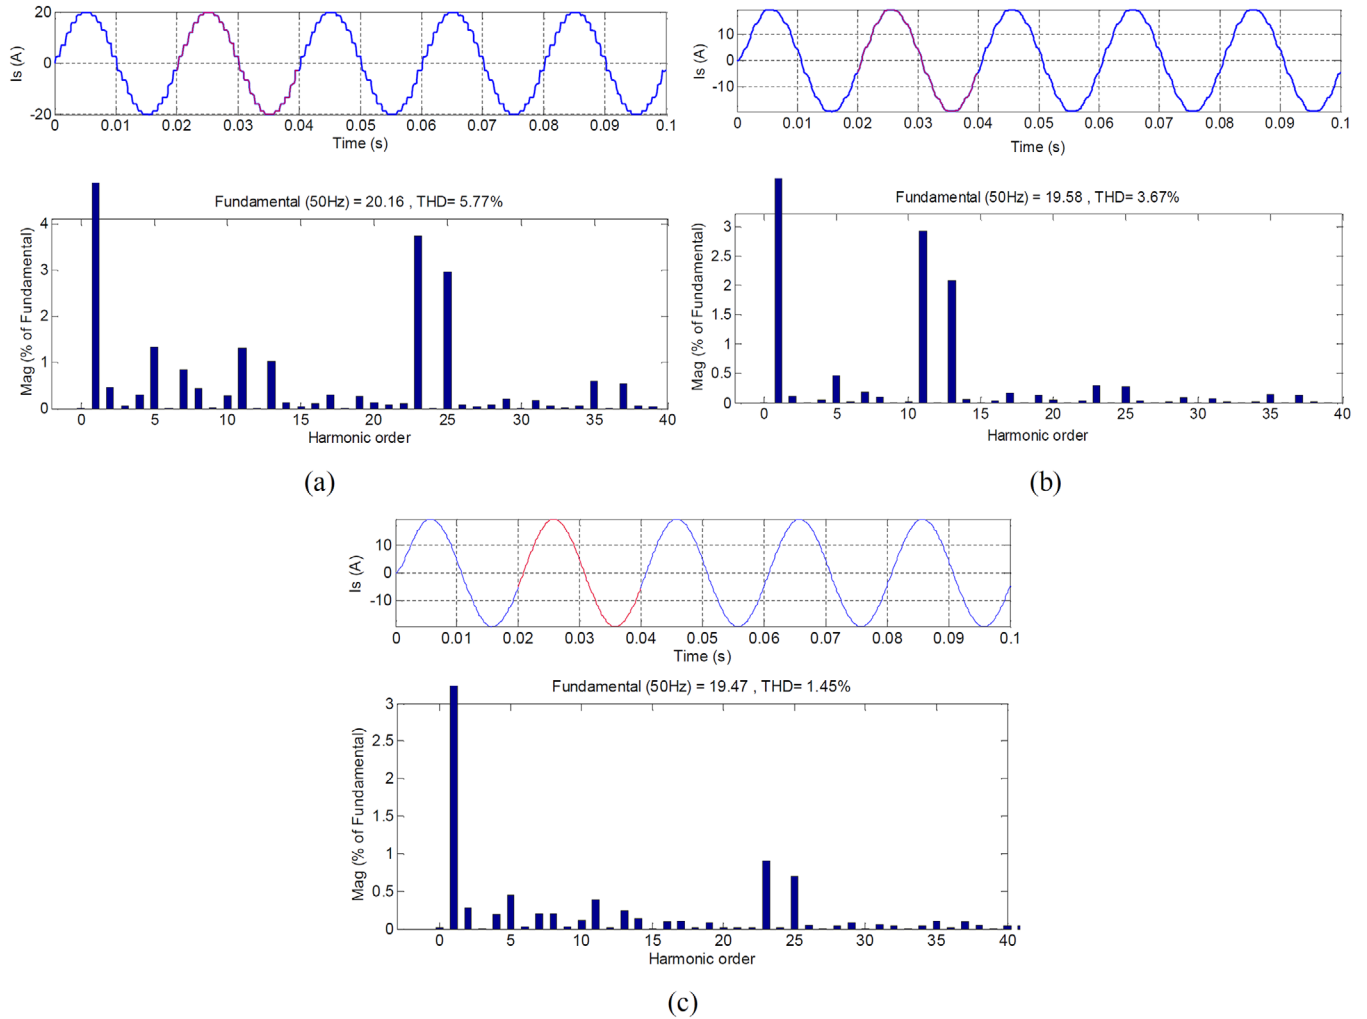 20
0
-20
Is (A)
0 0.01 0.02 0.03 0.04 0.05 0.06 0.07 0.08 0.09 0.1
Time (s)
Fundamental (50Hz) = 20.16 , THD= 5.77%
4
3
2
1
0
Mag (% of Fundamental)
0 5 10 15 20 25 30 35 40
Harmonic order
(a)
10
0
-10
Is (A)
0 0.01 0.02 0.03 0.04 0.05 0.06 0.07 0.08 0.09 0.1
Time (s)
Fundamental (50Hz) = 19.58 , THD= 3.67%
3
2.5
2
1.5
1
0.5
0
Mag (% of Fundamental)
0 5 10 15 20 25 30 35 40
Harmonic order
(b)
10
0
-10
Is (A)
0 0.01 0.02 0.03 0.04 0.05 0.06 0.07 0.08 0.09 0.1
Time (s)
Fundamental (50Hz) = 19.47 , THD= 1.45%
3
2.5
2
1.5
1
0.5
0
Mag (% of Fundamental)
0 5 10 15 20 25 30 35 40
Harmonic order
(c)